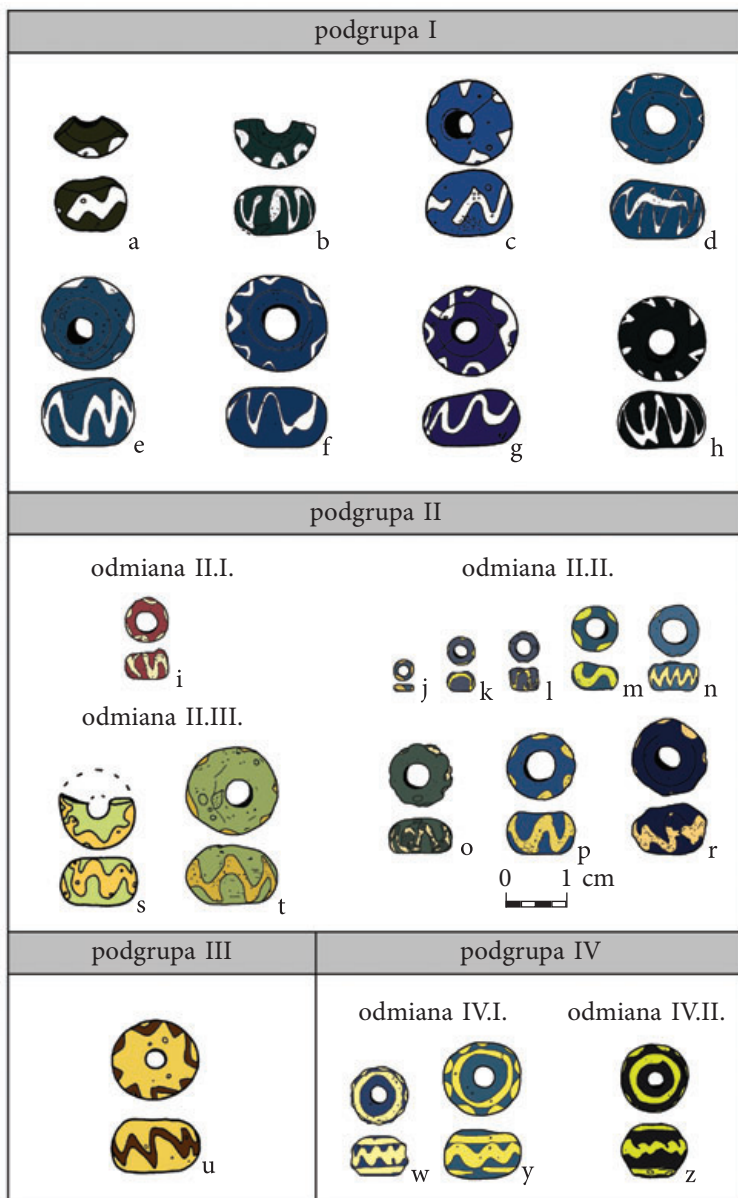 podgrupa I
a b c d
e f g h
podgrupa II
odmiana II.I.
i
odmiana II.II.
j k l m n
o p r
0 1 cm
odmiana II.III.
s t
podgrupa III
u
podgrupa IV
odmiana IV.I.
w y
odmiana IV.II.
z